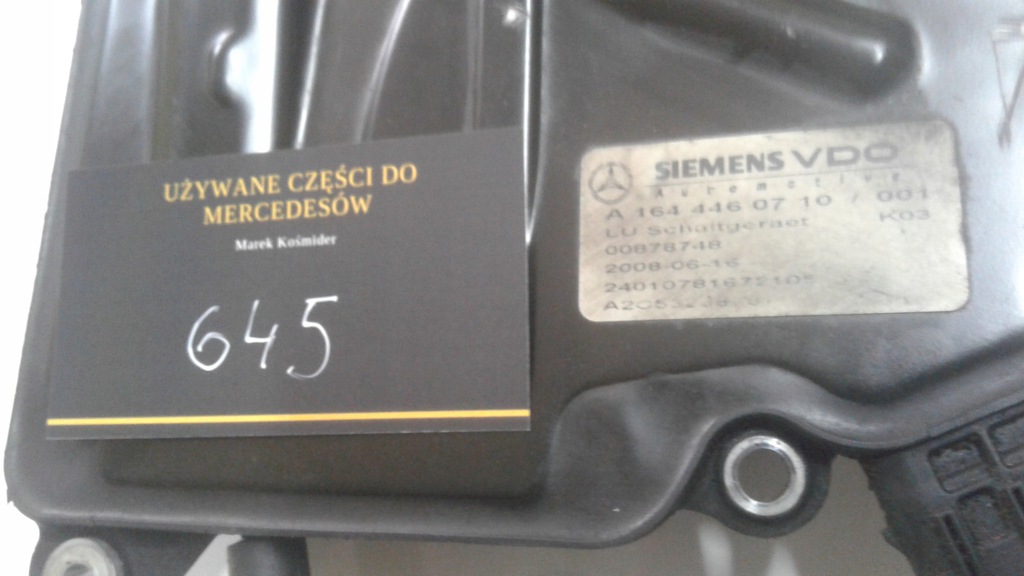 UŻYWANE CZĘŚCI DO
MERCEDESÓW
Marek Kośmider
645
SIEMENS VDO
Automotive
A 164 446 07 10 / 001
LU Schaltgeraet K03
00878748
2008-06-16